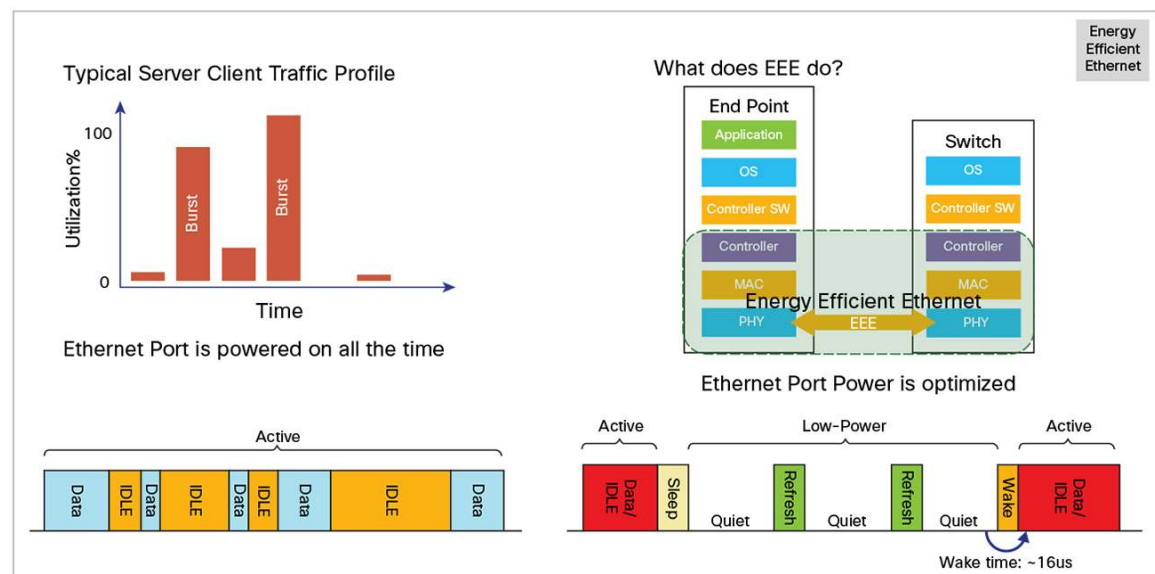 Energy
Efficient
Ethernet
Typical Server Client Traffic Profile
100
Utilization%
0
Burst
Burst
Time
Ethernet Port is powered on all the time
What does EEE do?
End Point
Application
OS
Controller SW
Controller
MAC
PHY
Switch
OS
Controller SW
Controller
MAC
PHY
Energy Efficient Ethernet
EEE
Ethernet Port Power is optimized
Active
Data
IDLE
Data
IDLE
Data
IDLE
Data
IDLE
Data
Active
Low-Power
Active
Data/
IDLE
Sleep
Quiet
Refresh
Quiet
Refresh
Quiet
Wake
Data/
IDLE
Wake time: ~16us